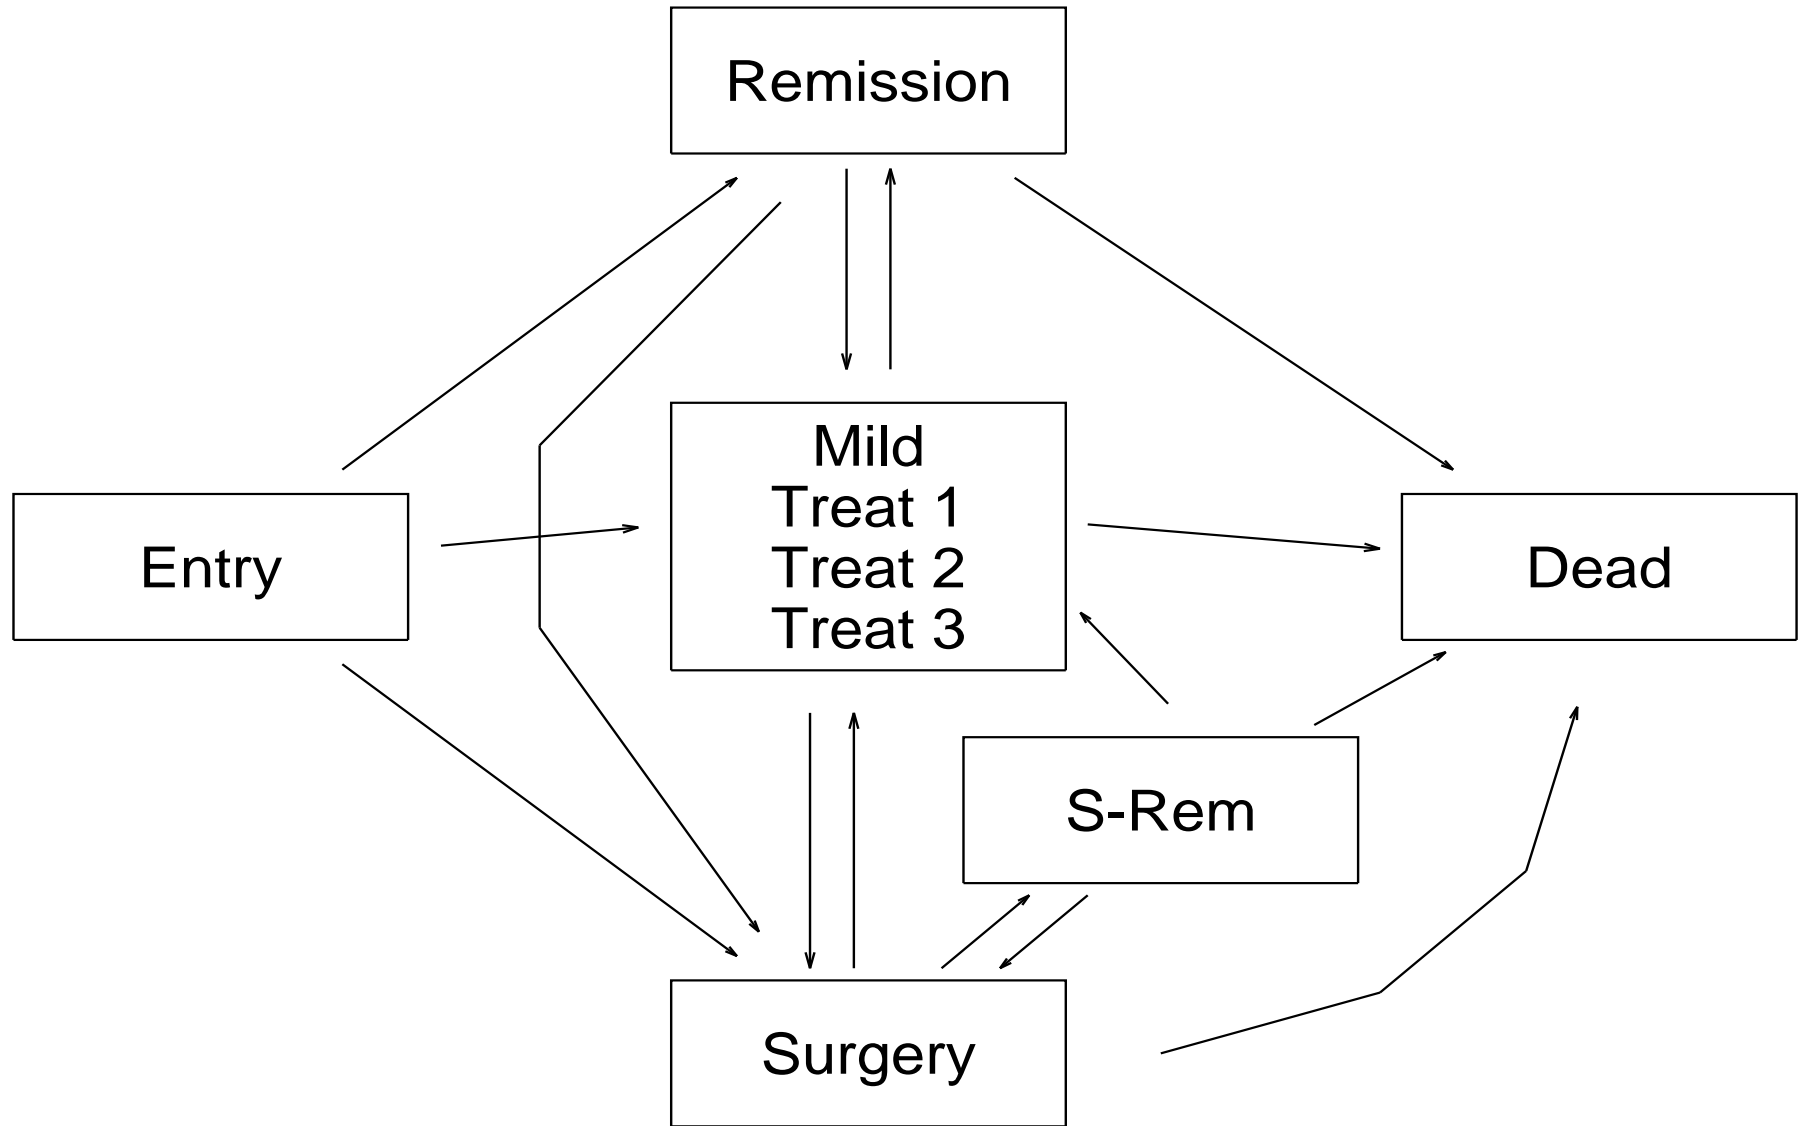 Remission
Mild
Treat 1
Treat 2
Treat 3
Entry
Dead
S-Rem
Surgery